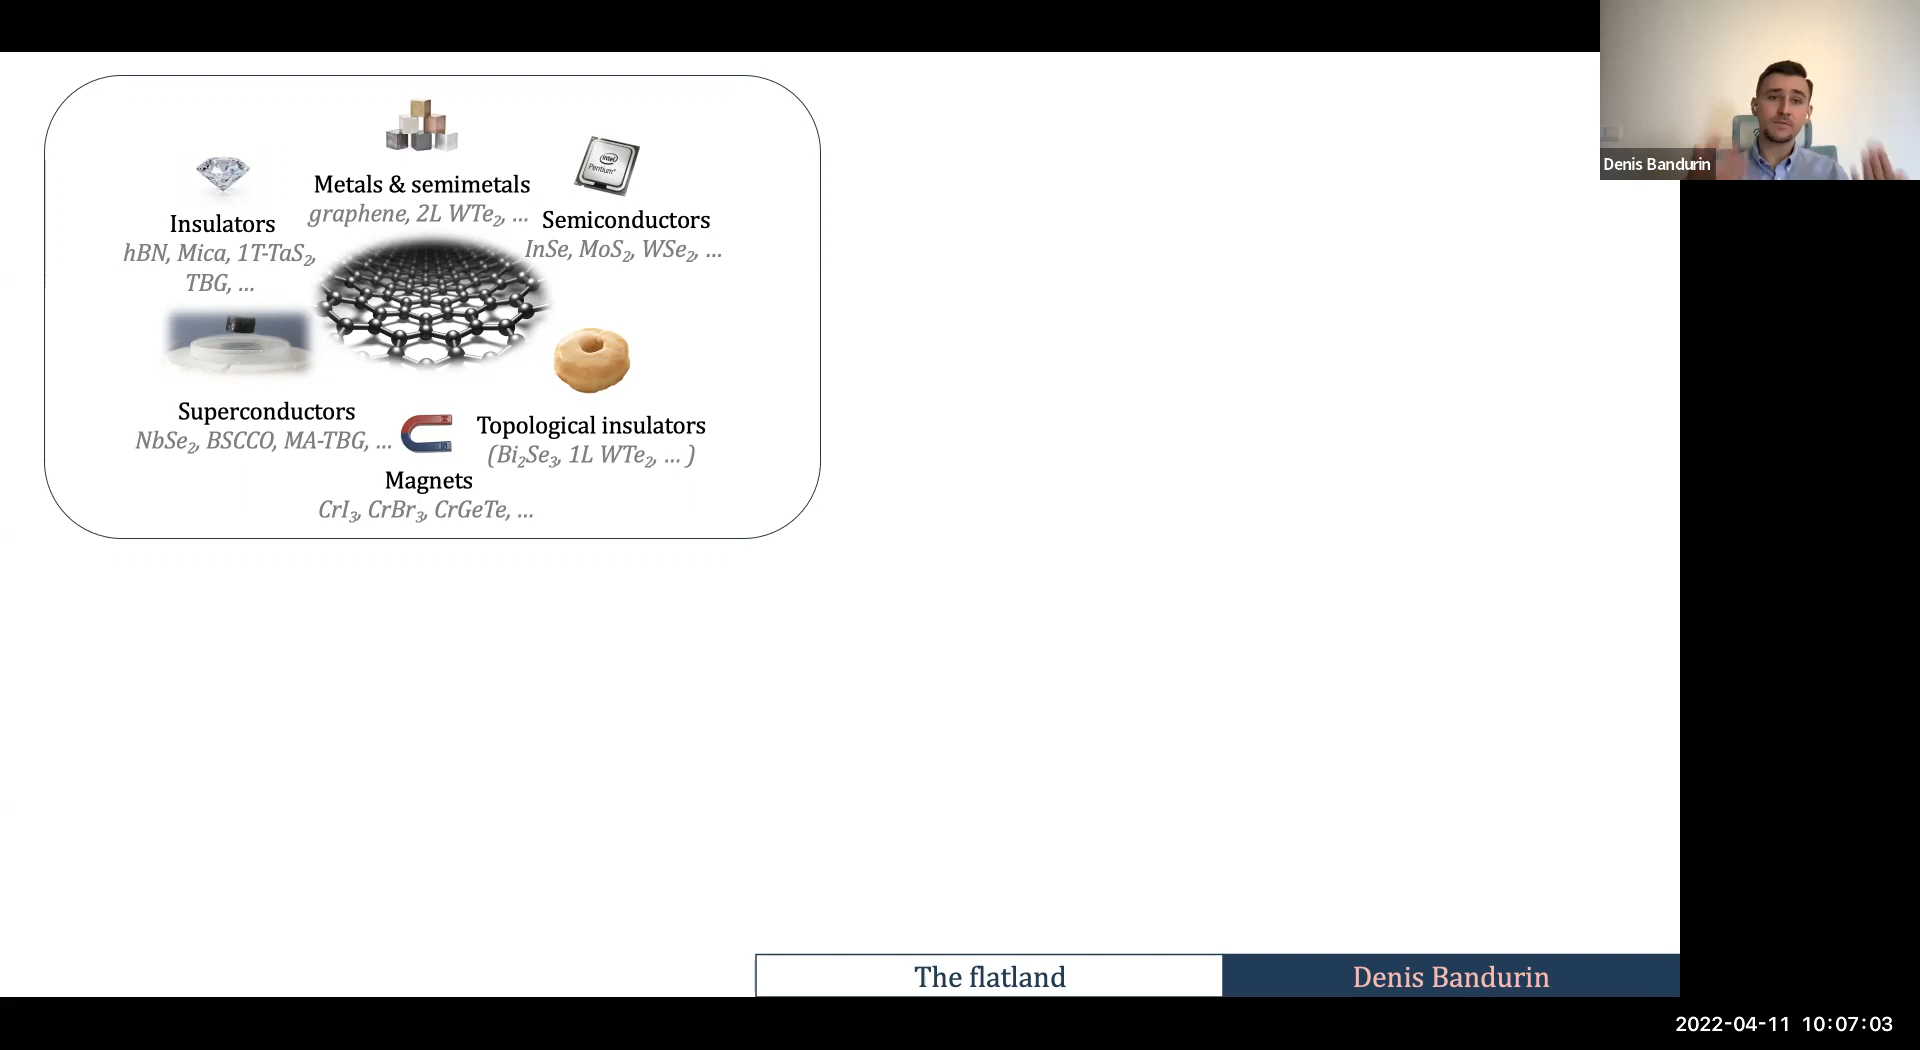 Denis Bandurin
intel
Pentium®
Metals & semimetals
graphene, 2L WTe₂, ...
Semiconductors
InSe, MoS₂, WSe₂, ...
Insulators
hBN, Mica, 1T-TaS₂,
TBG, ...
Superconductors
NbSe₂, BSCCO, MA-TBG, ...
Topological insulators
(Bi₂Se₃, 1L WTe₂, ... )
Magnets
CrI₃, CrBr₃, CrGeTe, ...
The flatland
Denis Bandurin
2022-04-11 10:07:03